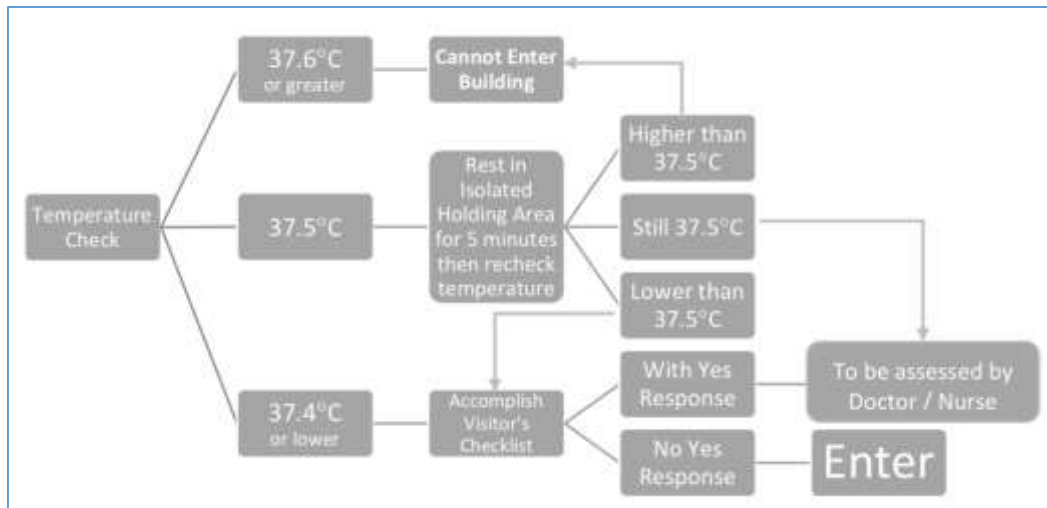 Temperature
Check
37.6°C
or greater
Cannot Enter
Building
37.5°C
Rest in
Isolated
Holding Area
for 5 minutes
then recheck
temperature
Higher than
37.5°C
Still 37.5°C
Lower than
37.5°C
37.4°C
or lower
Accomplish
Visitor's
Checklist
With Yes
Response
To be assessed by
Doctor / Nurse
No Yes
Response
Enter